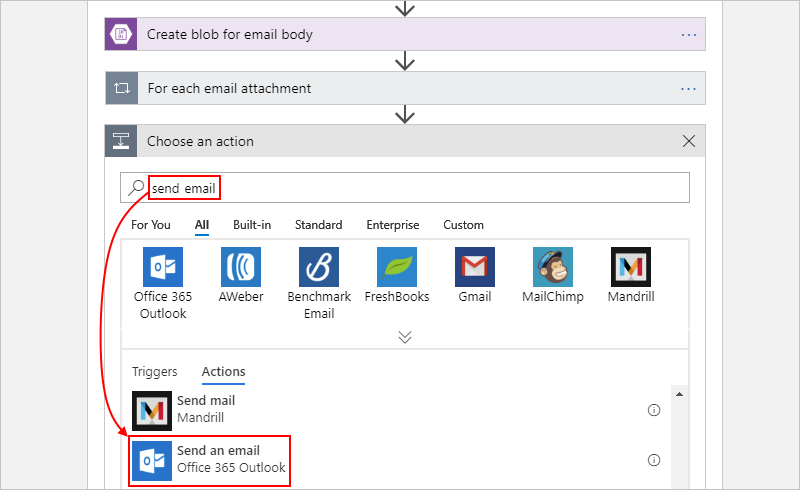 Create blob for email body
For each email attachment
Choose an action
send email
For You All Built-in Standard Enterprise Custom
Office 365 Outlook
AWeber
Benchmark Email
FreshBooks
Gmail
MailChimp
Mandrill
Triggers Actions
Send mail
Mandrill
Send an email
Office 365 Outlook